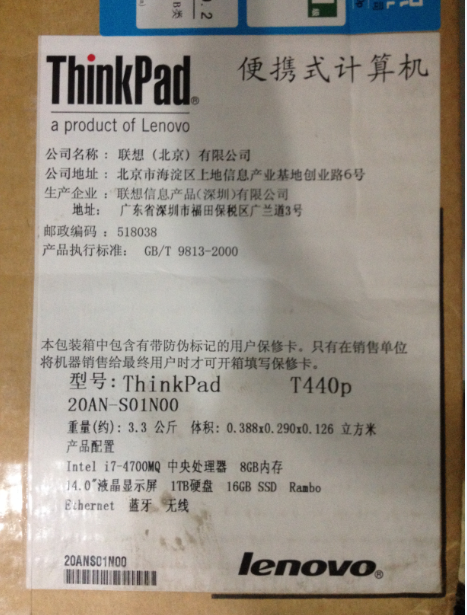 ThinkPad®
便携式计算机
a product of Lenovo
公司名称：联想（北京）有限公司
公司地址：北京市海淀区上地信息产业基地创业路6号
生产企业：联想信息产品(深圳)有限公司
地址：广东省深圳市福田保税区广兰道3号
邮政编码：518038
产品执行标准：GB/T 9813-2000
本包装箱中包含有带防伪标记的用户保修卡。只有在销售单位
将机器销售给最终用户时才可开箱填写保修卡。
型号：ThinkPad T440p
20AN-S01N00
重量(约)：3.3 公斤 体积：0.388x0.290x0.126 立方米
产品配置
Intel i7-4700MQ 中央处理器 8GB内存
14.0"液晶显示屏 1TB硬盘 16GB SSD Rambo
Ethernet 蓝牙 无线
20ANS01N00
lenovo®